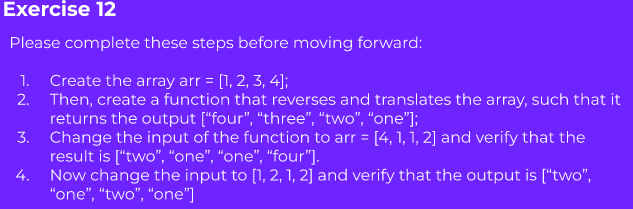 Exercise 12
Please complete these steps before moving forward:
1. Create the array arr = [1, 2, 3, 4];
2. Then, create a function that reverses and translates the array, such that it
returns the output [“four”, “three”, “two”, “one”];
3. Change the input of the function to arr = [4, 1, 1, 2] and verify that the
result is [“two”, “one”, “one”, “four”].
4. Now change the input to [1, 2, 1, 2] and verify that the output is [“two”,
“one”, “two”, “one”]